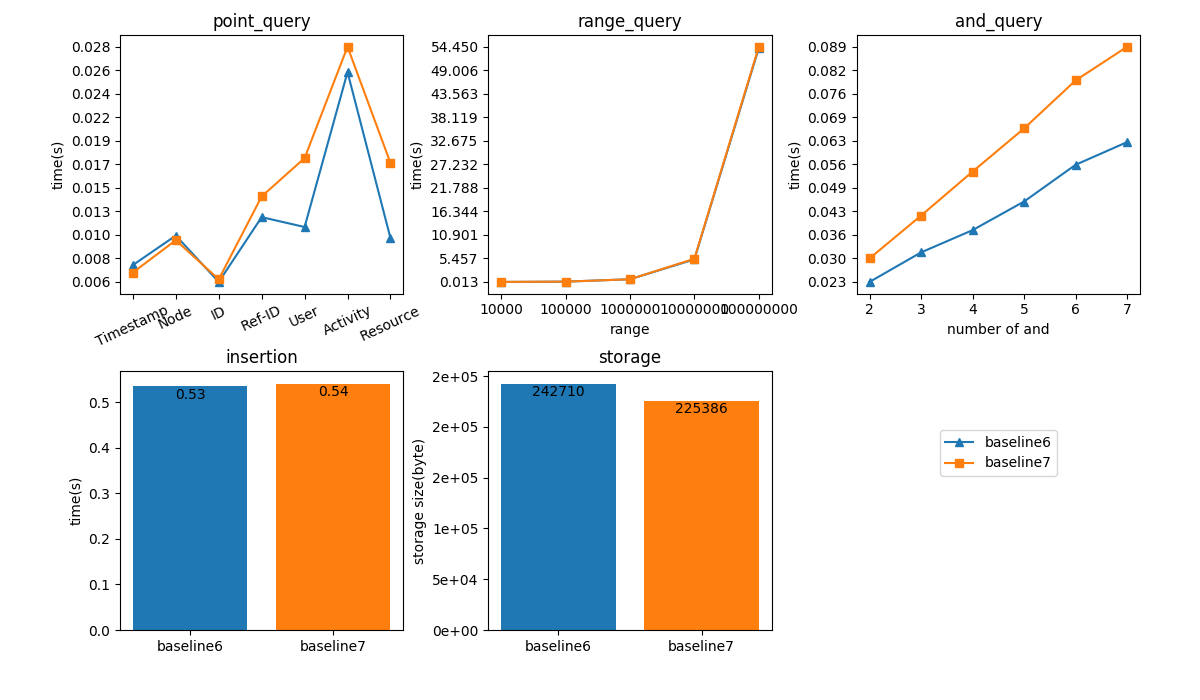 point_query
time(s)
0.028
0.026
0.024
0.022
0.019
0.017
0.015
0.013
0.010
0.008
0.006
Timestamp
Node
ID
Ref-ID
User
Activity
Resource
range_query
time(s)
54.450
49.006
43.563
38.119
32.675
27.232
21.788
16.344
10.901
5.457
0.013
10000
100000
1000000
10000000
100000000
range
and_query
time(s)
0.089
0.082
0.076
0.069
0.063
0.056
0.049
0.043
0.036
0.030
0.023
2 3 4 5 6 7
number of and
insertion
time(s)
0.5
0.4
0.3
0.2
0.1
0.0
0.53
0.54
baseline6
baseline7
storage
storage size(byte)
2e+05
2e+05
2e+05
1e+05
5e+04
0e+00
242710
225386
baseline6
baseline7
baseline6
baseline7